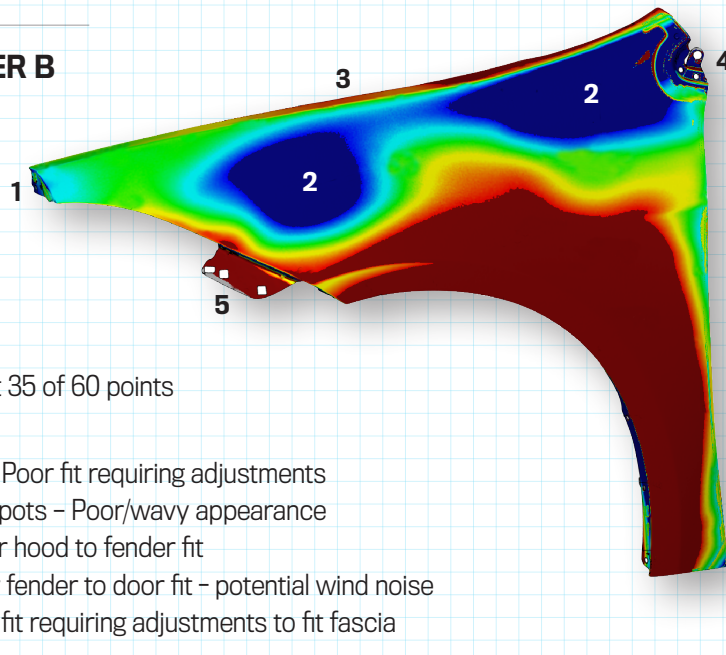 ER B
3
4
2
2
1
5
35 of 60 points
Poor fit requiring adjustments
pots – Poor/wavy appearance
r hood to fender fit
fender to door fit – potential wind noise
fit requiring adjustments to fit fascia